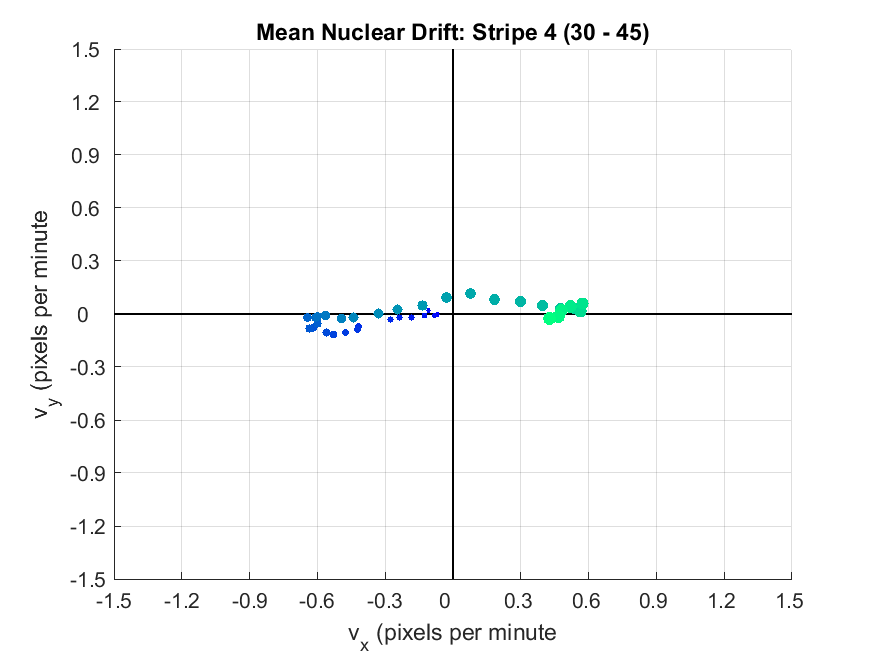 Mean Nuclear Drift: Stripe 4 (30 - 45)
1.5
1.2
0.9
0.6
0.3
0
-0.3
-0.6
-0.9
-1.2
-1.5
v_y (pixels per minute
-1.5 -1.2 -0.9 -0.6 -0.3 0 0.3 0.6 0.9 1.2 1.5
v_x (pixels per minute